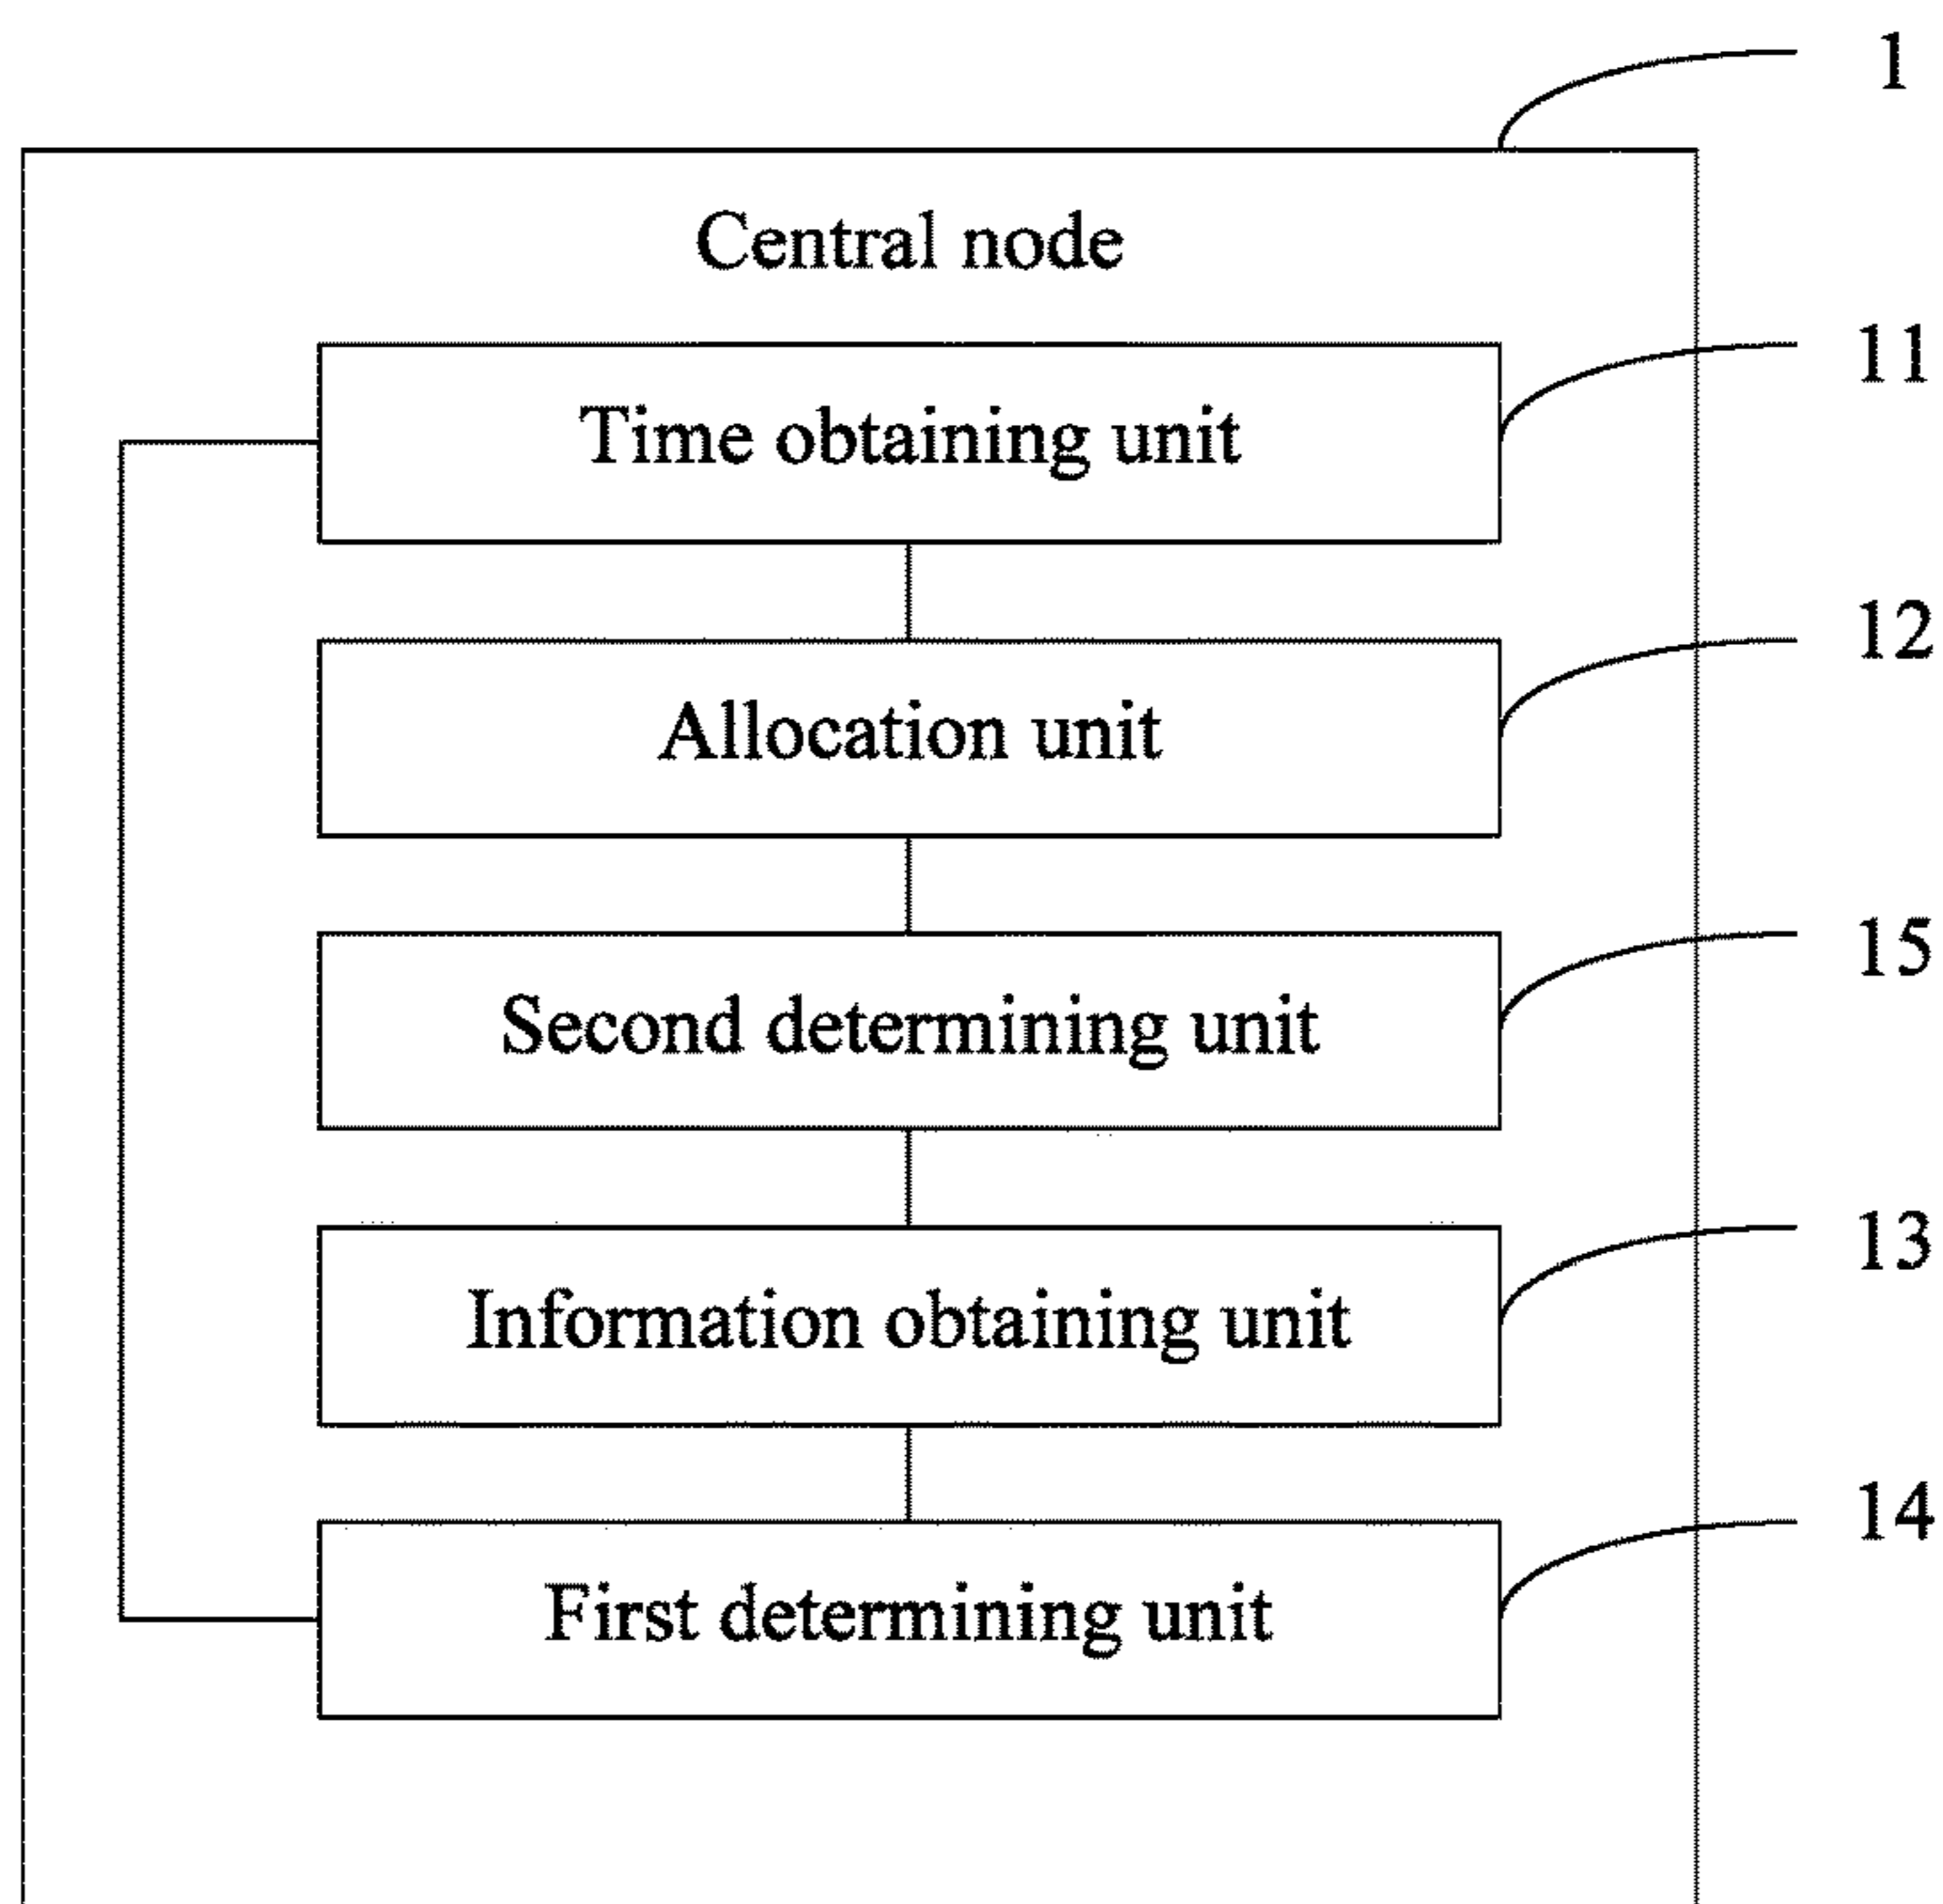 1
Central node
11
Time obtaining unit
12
Allocation unit
15
Second determining unit
13
Information obtaining unit
14
First determining unit